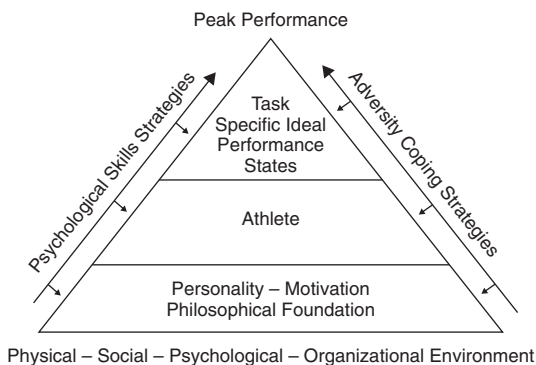 Peak Performance
Psychological Skills Strategies
Adversity Coping Strategies
Task
Specific Ideal
Performance
States
Athlete
Personality – Motivation
Philosophical Foundation
Physical – Social – Psychological – Organizational Environment